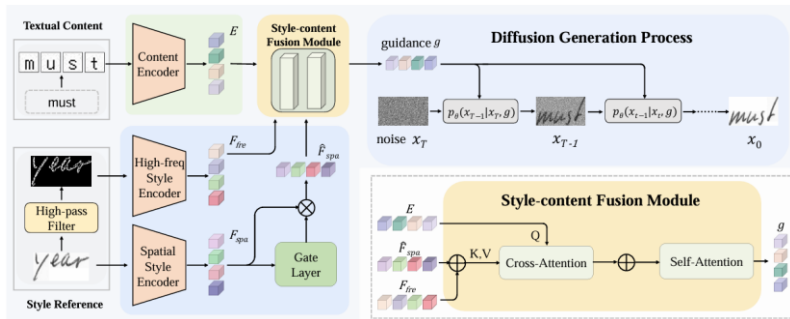 Textual Content
m u s t
must
Content
Encoder
E
Style-content
Fusion Module
guidance g
Diffusion Generation Process
noise x_T
p_θ(x_{T-1}|x_T, g)
must
x_{T-1}
p_θ(x_{t-1}|x_t, g)
must
x_0
year
High-pass
Filter
year
Style Reference
High-freq
Style
Encoder
F_fre
F̂_spa
Spatial
Style
Encoder
F_spa
Gate
Layer
Style-content Fusion Module
E
F̂_spa
F_fre
Q
K,V
Cross-Attention
Self-Attention
g